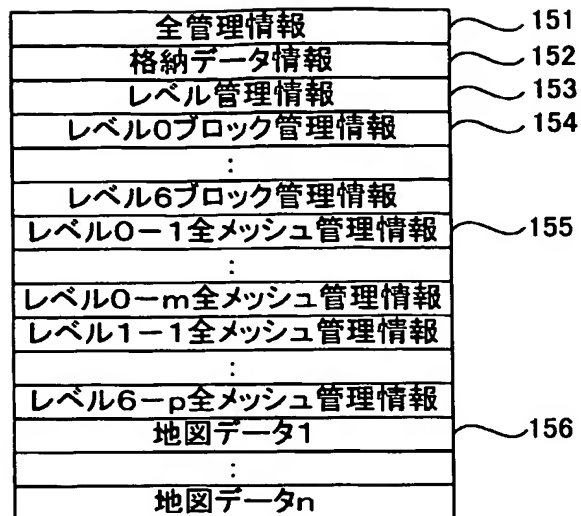 全管理情報 151
格納データ情報 152
レベル管理情報 153
レベル0ブロック管理情報 154
:
レベル6ブロック管理情報
レベル0-1全メッシュ管理情報 155
:
レベル0-m全メッシュ管理情報
レベル1-1全メッシュ管理情報
:
レベル6-p全メッシュ管理情報
地図データ1 156
:
地図データn